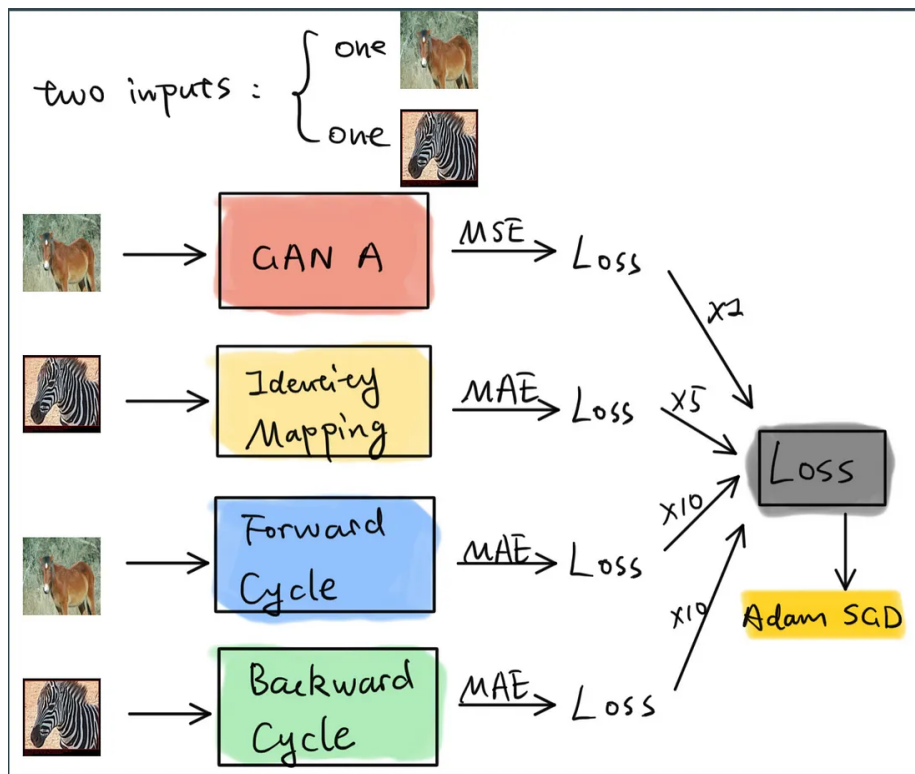 two inputs :
one
one
GAN A
MSE
Loss
x1
Idencity
Mapping
MAE
Loss
x5
Loss
Forward
Cycle
MAE
Loss
x10
Adam SGD
Backward
Cycle
MAE
Loss
x10